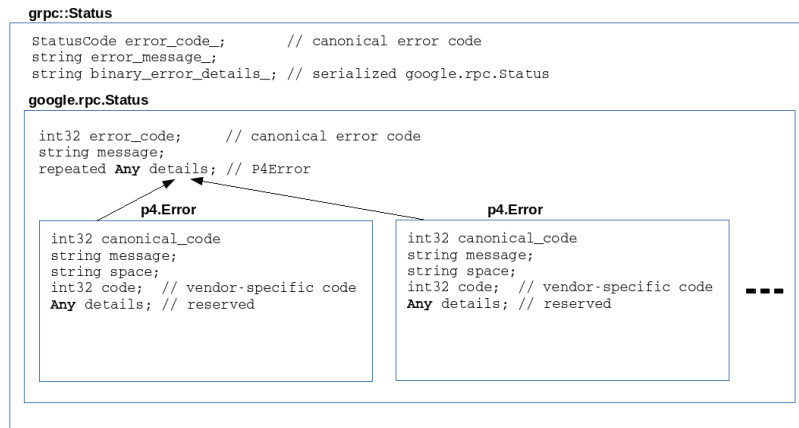 grpc::Status
StatusCode error_code_;       // canonical error code
string error_message_;
string binary_error_details_; // serialized google.rpc.Status
google.rpc.Status
int32 error_code;     // canonical error code
string message;
repeated Any details; // P4Error
p4.Error
int32 canonical_code
string message;
string space;
int32 code;  // vendor-specific code
Any details; // reserved
p4.Error
int32 canonical_code
string message;
string space;
int32 code;  // vendor-specific code
Any details; // reserved